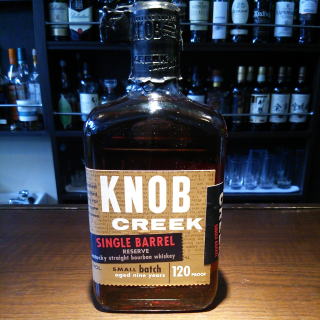 KNOB
CREEK
SINGLE BARREL
RESERVE
kentucky straight bourbon whiskey
SMALL batch
aged nine years
120 PROOF